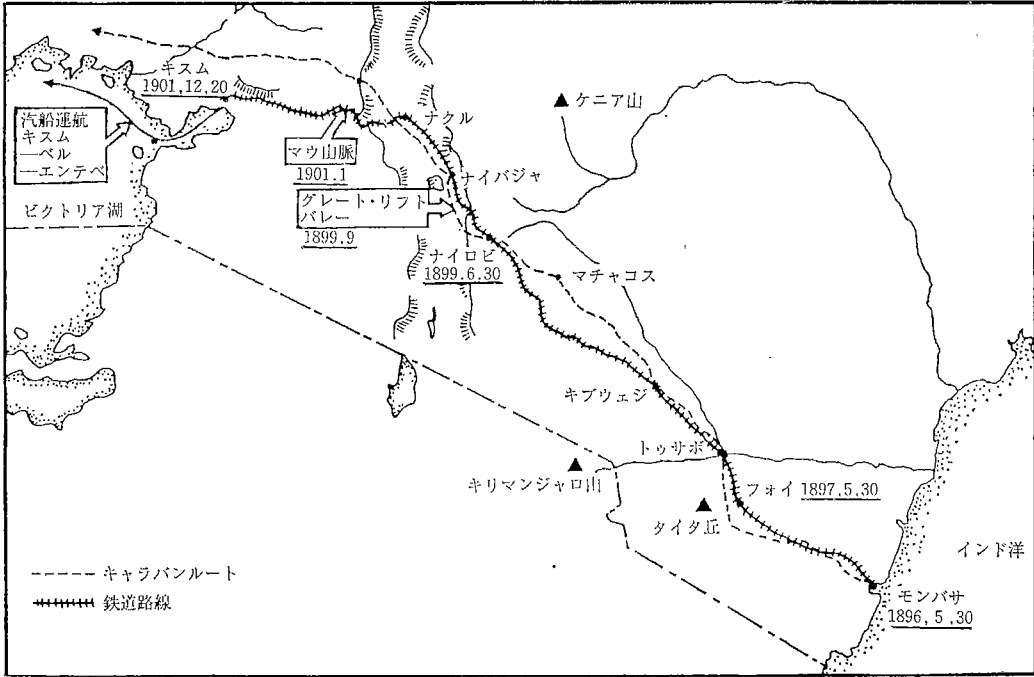 キスム
1901,12,20
汽船運航
キスム
―ベル
―エンテベ
ビクトリア湖
マウ山脈
1901.1
グレート・リフト
バレー
1899.9
ナクル
ナイバジャ
ケニア山
ナイロビ
1899.6.30
マチャコス
キブウェジ
トゥサボ
キリマンジャロ山
タイタ丘
フォイ 1897,5,30
インド洋
モンバサ
1896,5,30
キャラバンルート
鉄道路線